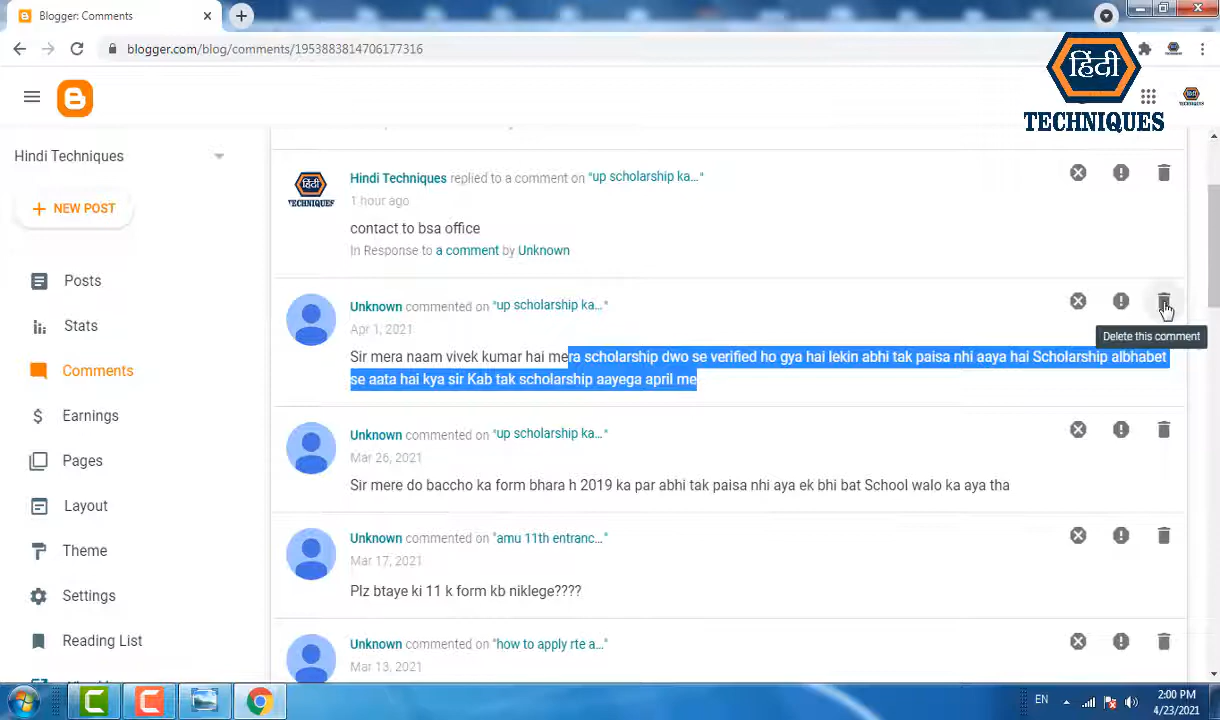 Blogger: Comments
blogger.com/blog/comments/1953883814706177316
हिंदी
TECHNIQUES
Hindi Techniques
NEW POST
Posts
Stats
Comments
Earnings
Pages
Layout
Theme
Settings
Reading List
हिंदी
TECHNIQUES
Hindi Techniques replied to a comment on "up scholarship ka..."
1 hour ago
contact to bsa office
In Response to a comment by Unknown
Unknown commented on "up scholarship ka..."
Apr 1, 2021
Delete this comment
Sir mera naam vivek kumar hai mera scholarship dwo se verified ho gya hai lekin abhi tak paisa nhi aaya hai Scholarship albhabet
se aata hai kya sir Kab tak scholarship aayega april me
Unknown commented on "up scholarship ka..."
Mar 26, 2021
Sir mere do baccho ka form bhara h 2019 ka par abhi tak paisa nhi aya ek bhi bat School walo ka aya tha
Unknown commented on "amu 11th entranc..."
Mar 17, 2021
Plz btaye ki 11 k form kb niklege????
Unknown commented on "how to apply rte a..."
Mar 13, 2021
EN
2:00 PM
4/23/2021